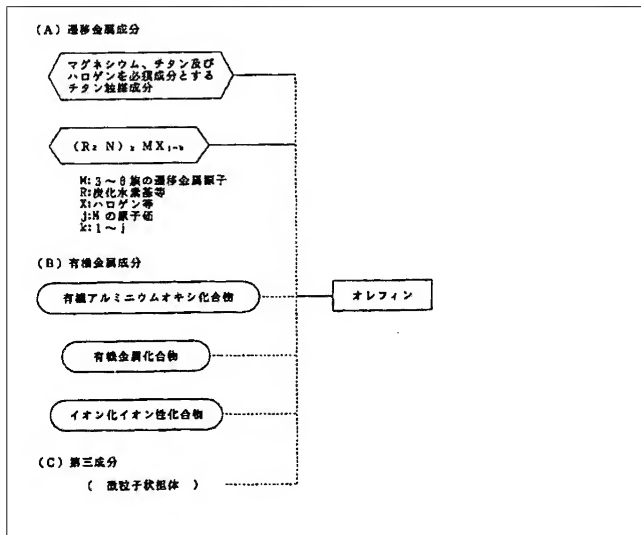 (A) 遷移金属成分
マグネシウム、チタン及び
ハロゲンを必須成分とする
チタン触媒成分
(R₂ N)ₖ MXⱼ₋ₖ
M:3〜6族の遷移金属原子
R:炭化水素基等
X:ハロゲン等
j:Mの原子価
k:1〜j
(B) 有機金属成分
有機アルミニウムオキシ化合物
オレフィン
有機金属化合物
イオン化イオン性化合物
(C) 第三成分
( 微粒子状担体 )